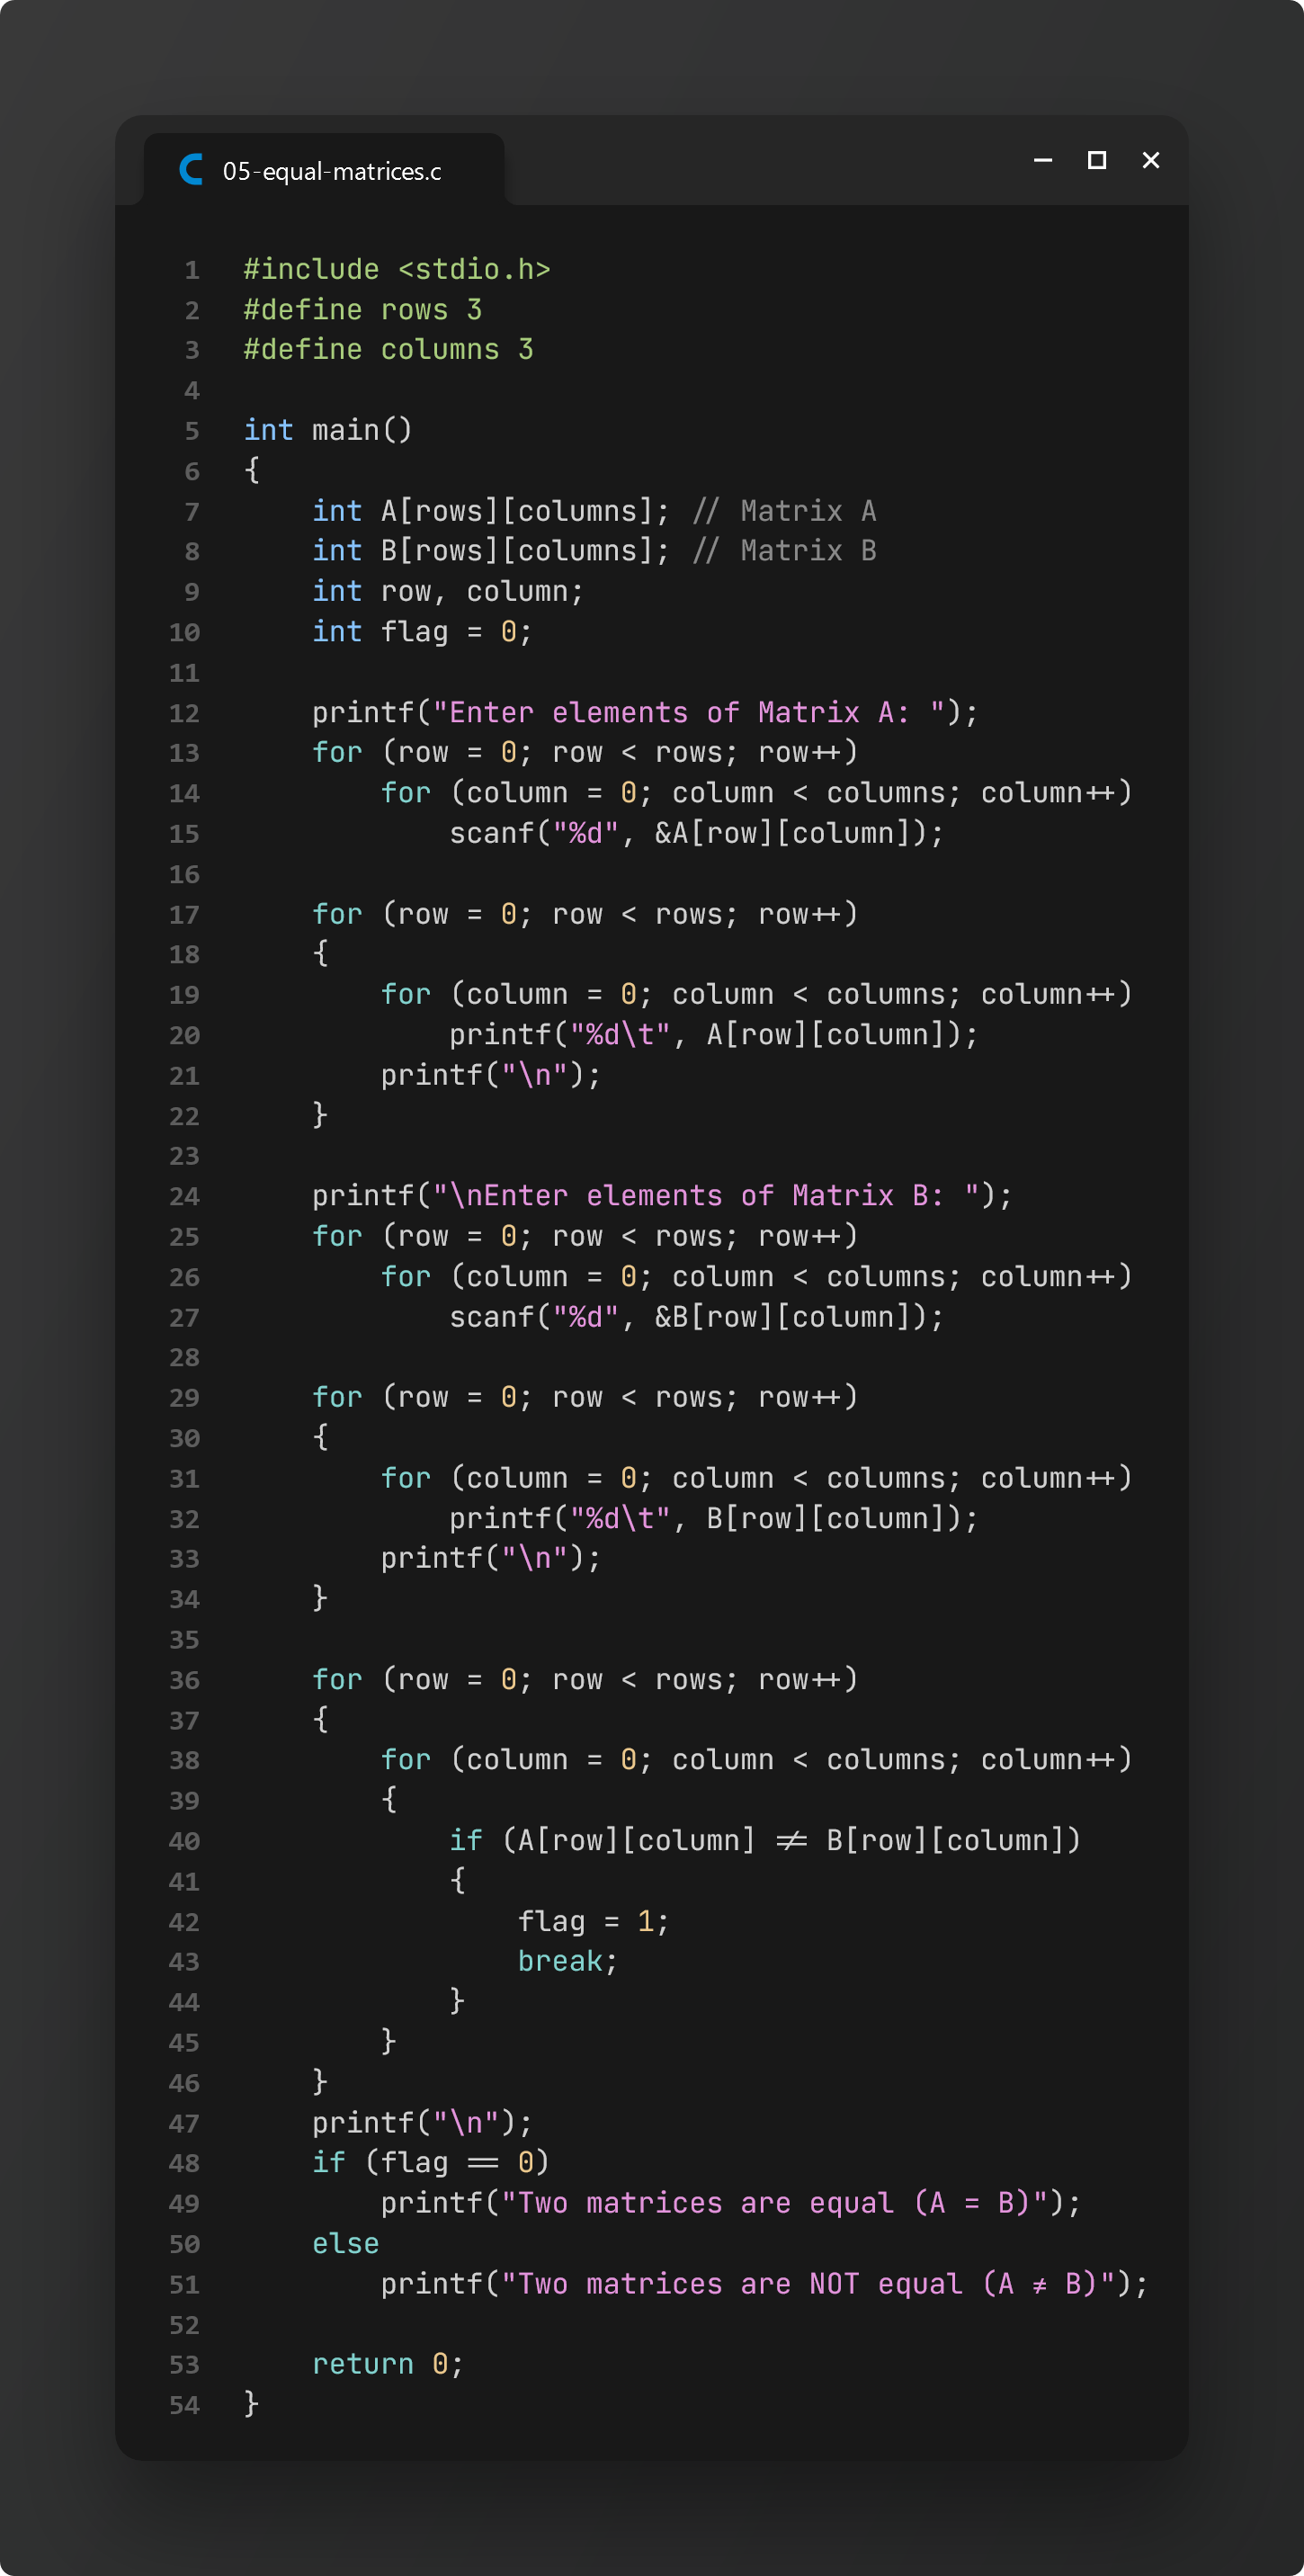 05-equal-matrices.c
1 #include <stdio.h>
2 #define rows 3
3 #define columns 3
4
5 int main()
6 {
7     int A[rows][columns]; // Matrix A
8     int B[rows][columns]; // Matrix B
9     int row, column;
10     int flag = 0;
11
12     printf("Enter elements of Matrix A: ");
13     for (row = 0; row < rows; row++)
14         for (column = 0; column < columns; column++)
15             scanf("%d", &A[row][column]);
16
17     for (row = 0; row < rows; row++)
18     {
19         for (column = 0; column < columns; column++)
20             printf("%d\t", A[row][column]);
21         printf("\n");
22     }
23
24     printf("\nEnter elements of Matrix B: ");
25     for (row = 0; row < rows; row++)
26         for (column = 0; column < columns; column++)
27             scanf("%d", &B[row][column]);
28
29     for (row = 0; row < rows; row++)
30     {
31         for (column = 0; column < columns; column++)
32             printf("%d\t", B[row][column]);
33         printf("\n");
34     }
35
36     for (row = 0; row < rows; row++)
37     {
38         for (column = 0; column < columns; column++)
39         {
40             if (A[row][column] != B[row][column])
41             {
42                 flag = 1;
43                 break;
44             }
45         }
46     }
47     printf("\n");
48     if (flag == 0)
49         printf("Two matrices are equal (A = B)");
50     else
51         printf("Two matrices are NOT equal (A ≠ B)");
52
53     return 0;
54 }